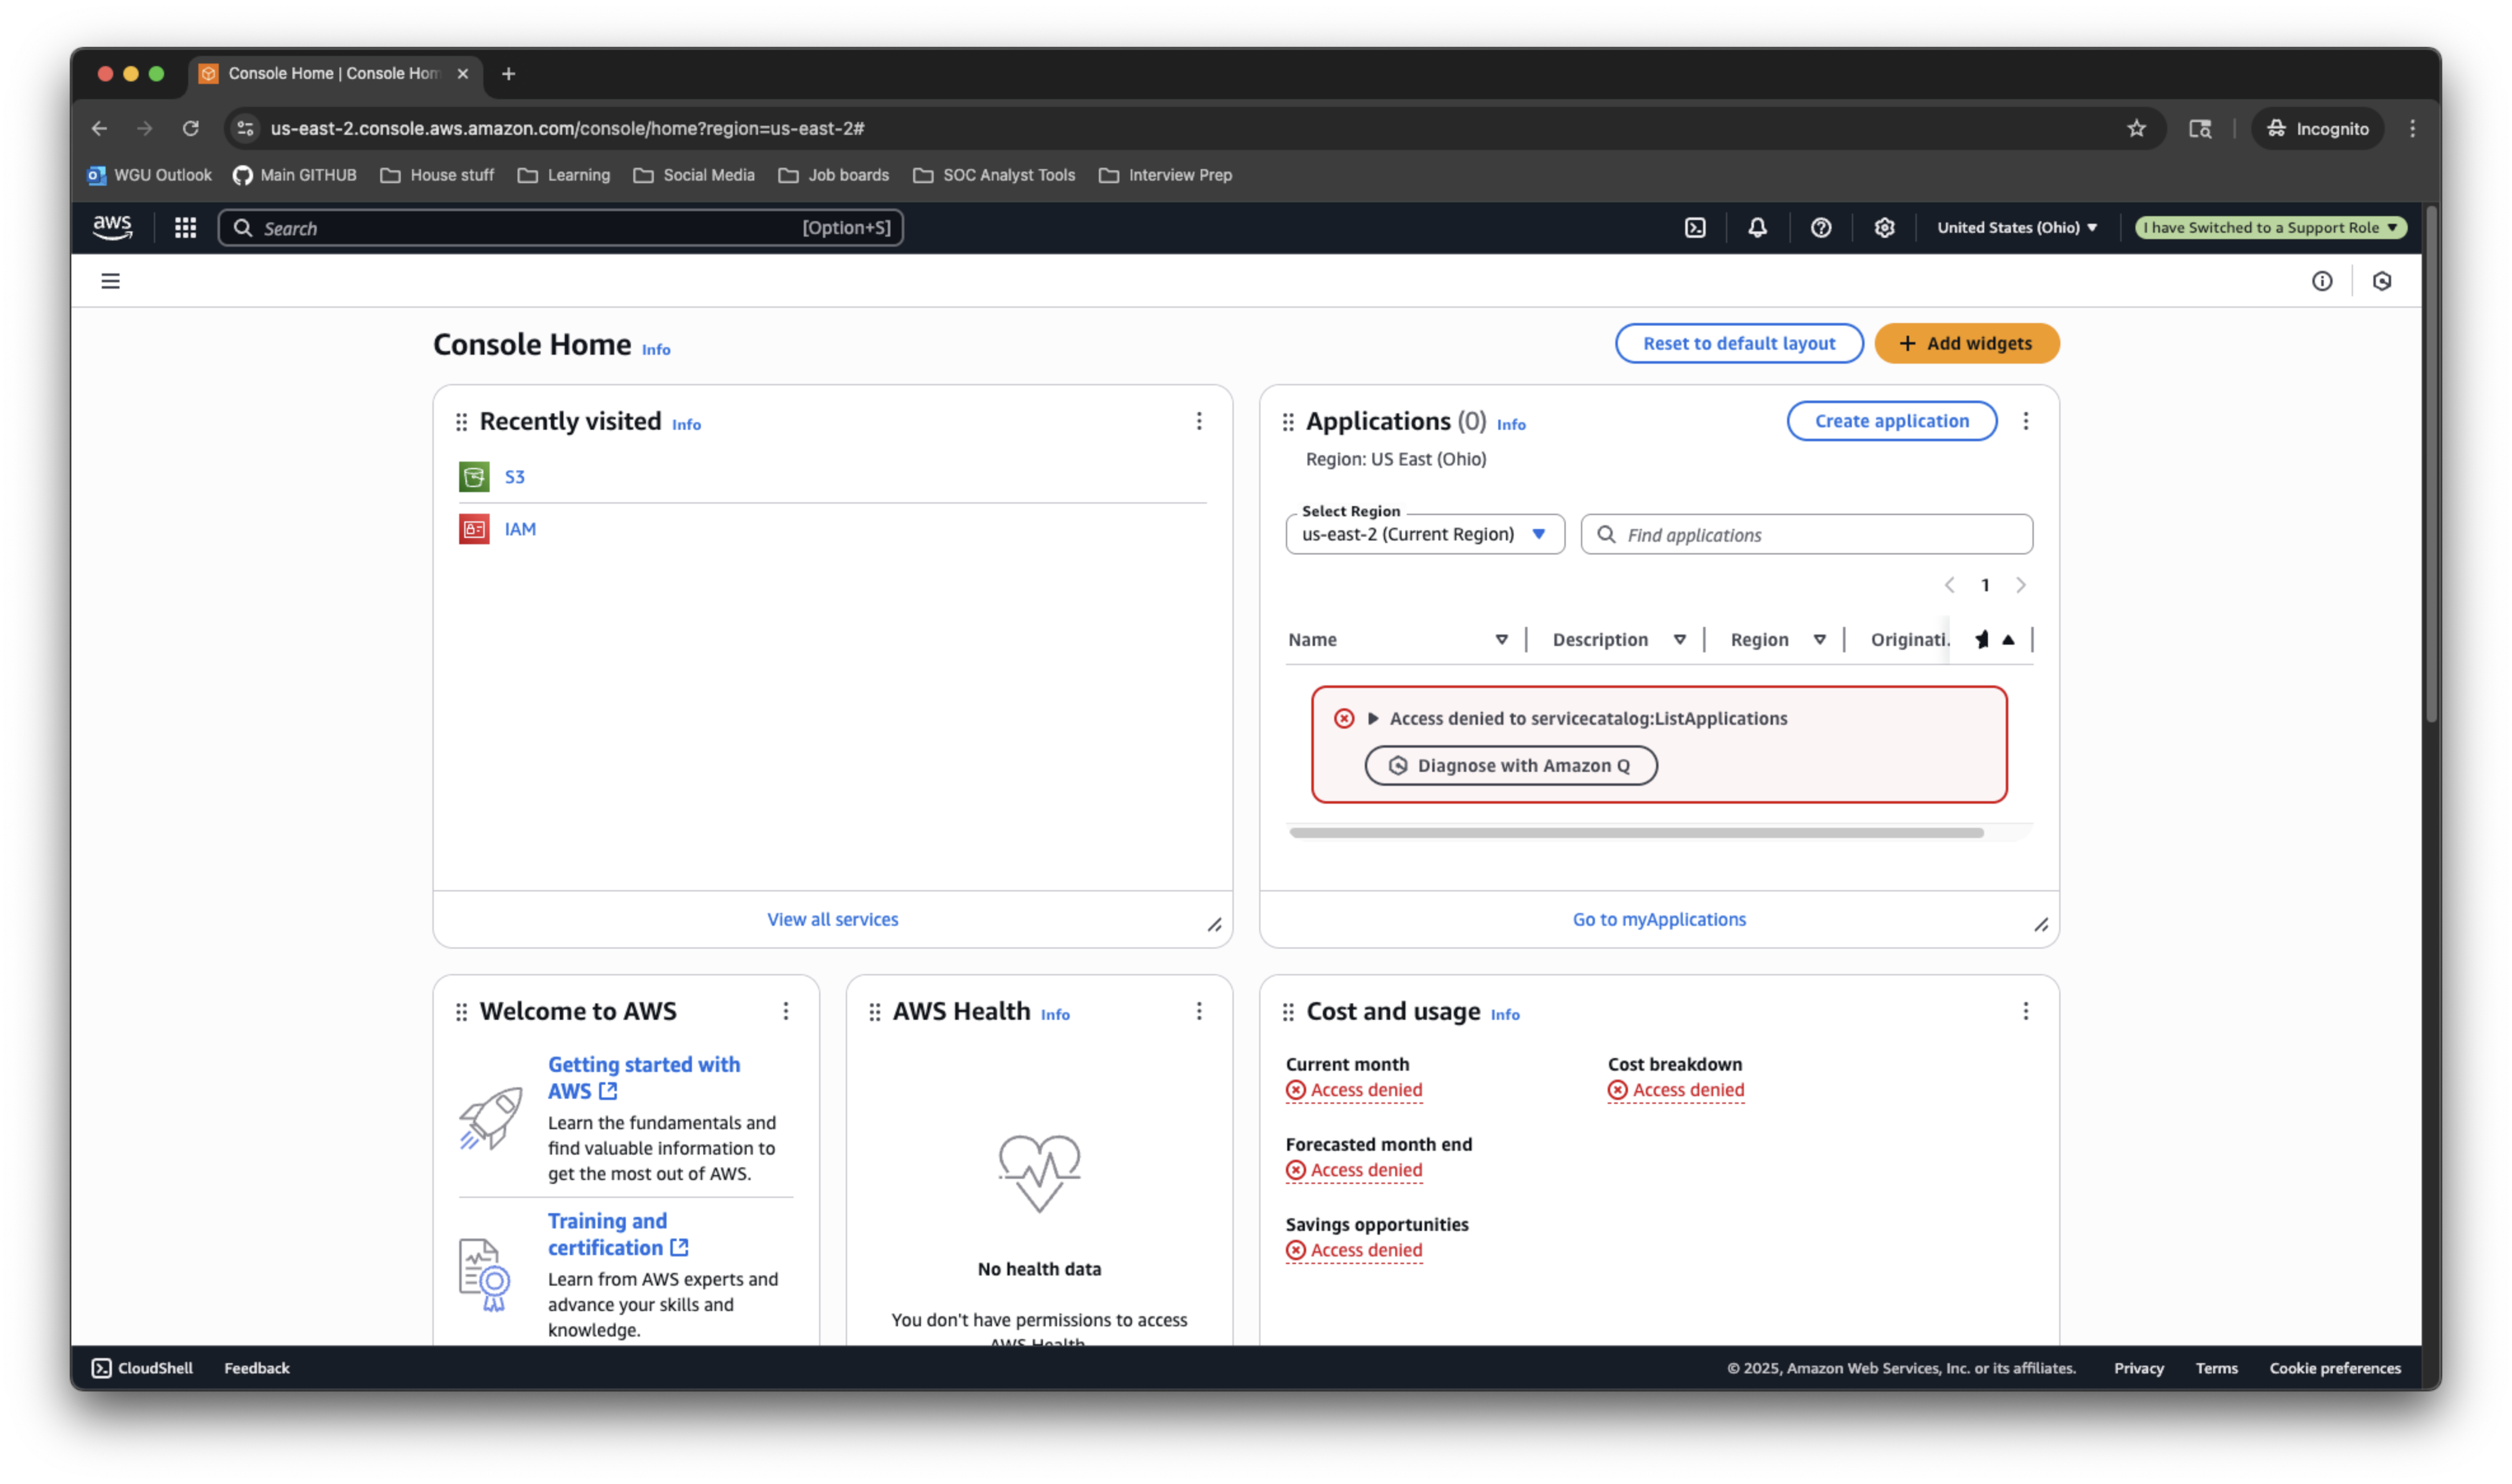 Console Home | Console Hom
us-east-2.console.aws.amazon.com/console/home?region=us-east-2#
Incognito
WGU Outlook
Main GITHUB
House stuff
Learning
Social Media
Job boards
SOC Analyst Tools
Interview Prep
aws
Search
[Option+S]
United States (Ohio)
I have Switched to a Support Role
Console Home Info
Reset to default layout
+ Add widgets
Recently visited Info
S3
IAM
View all services
Applications (0) Info
Create application
Region: US East (Ohio)
Select Region
us-east-2 (Current Region)
Find applications
1
Name
Description
Region
Originati.
Access denied to servicecatalog:ListApplications
Diagnose with Amazon Q
Go to myApplications
Welcome to AWS
Getting started with
AWS
Learn the fundamentals and
find valuable information to
get the most out of AWS.
Training and
certification
Learn from AWS experts and
advance your skills and
knowledge.
AWS Health Info
No health data
You don't have permissions to access
AWS Health
Cost and usage Info
Current month
Access denied
Cost breakdown
Access denied
Forecasted month end
Access denied
Savings opportunities
Access denied
CloudShell
Feedback
© 2025, Amazon Web Services, Inc. or its affiliates.
Privacy
Terms
Cookie preferences